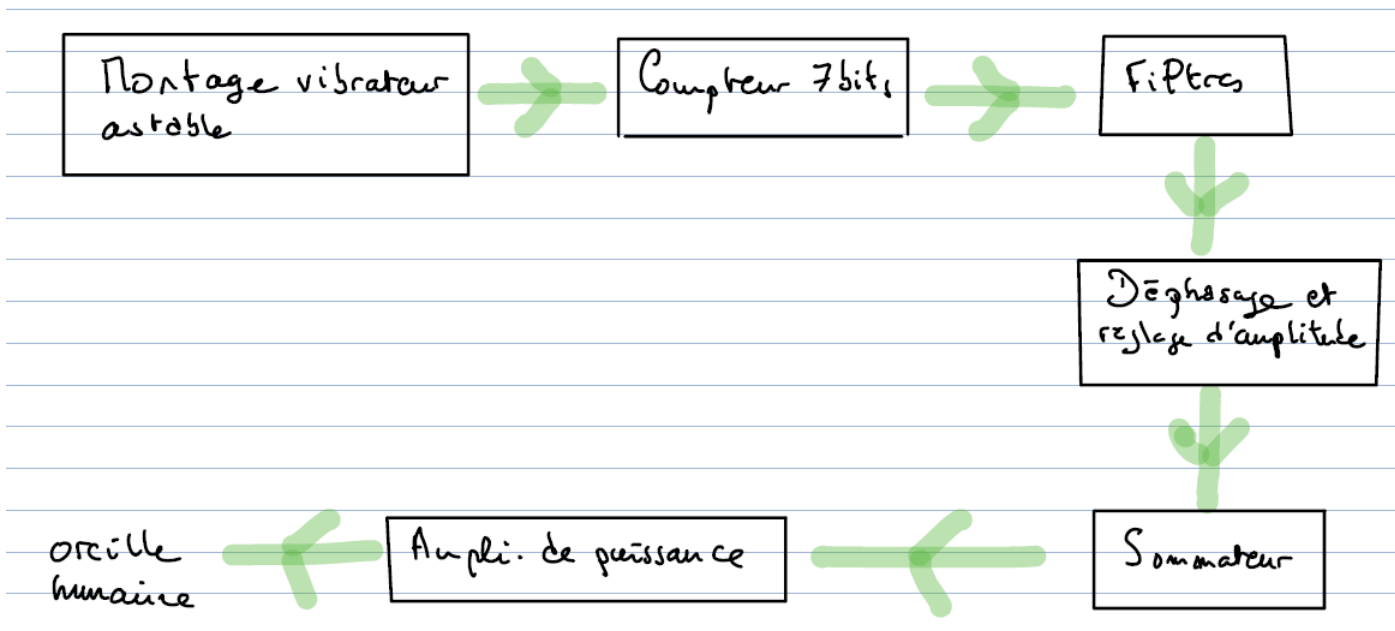 Montage vibrateur
astable
Compteur 7bits
Filtres
Déphasage et
réglage d'amplitude
Sommateur
Ampli. de puissance
oreille
humaine